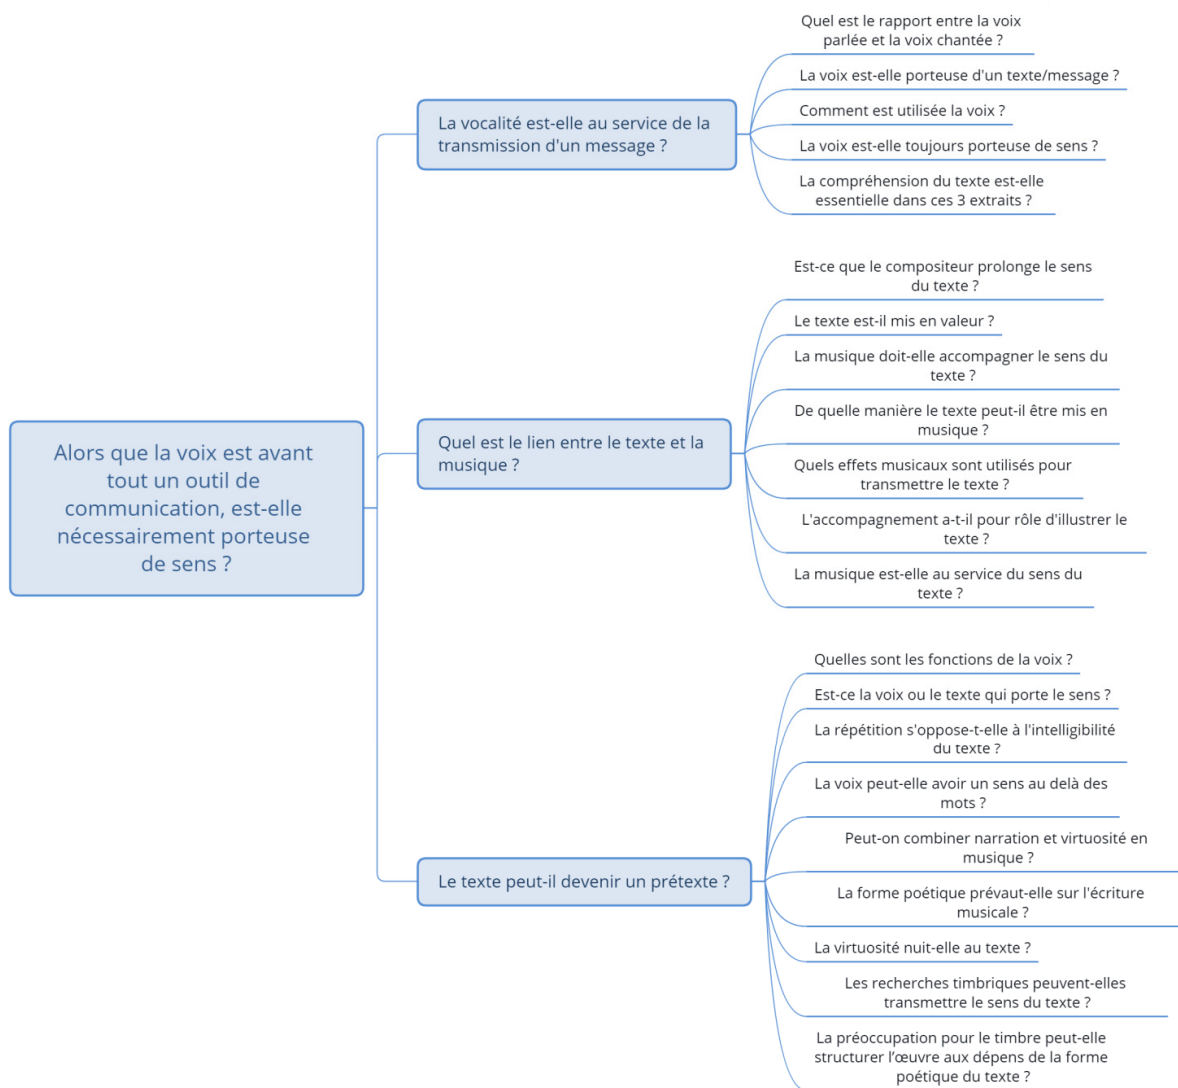 Alors que la voix est avant
tout un outil de
communication, est-elle
nécessairement porteuse
de sens ?
La vocalité est-elle au service de la
transmission d'un message ?
Quel est le rapport entre la voix
parlée et la voix chantée ?
La voix est-elle porteuse d'un texte/message ?
Comment est utilisée la voix ?
La voix est-elle toujours porteuse de sens ?
La compréhension du texte est-elle
essentielle dans ces 3 extraits ?
Quel est le lien entre le texte et la
musique ?
Est-ce que le compositeur prolonge le sens
du texte ?
Le texte est-il mis en valeur ?
La musique doit-elle accompagner le sens du
texte ?
De quelle manière le texte peut-il être mis en
musique ?
Quels effets musicaux sont utilisés pour
transmettre le texte ?
L'accompagnement a-t-il pour rôle d'illustrer le
texte ?
La musique est-elle au service du sens du
texte ?
Le texte peut-il devenir un prétexte ?
Quelles sont les fonctions de la voix ?
Est-ce la voix ou le texte qui porte le sens ?
La répétition s'oppose-t-elle à l'intelligibilité
du texte ?
La voix peut-elle avoir un sens au delà des
mots ?
Peut-on combiner narration et virtuosité en
musique ?
La forme poétique prévaut-elle sur l'écriture
musicale ?
La virtuosité nuit-elle au texte ?
Les recherches timbriques peuvent-elles
transmettre le sens du texte ?
La préoccupation pour le timbre peut-elle
structurer l’œuvre aux dépens de la forme
poétique du texte ?